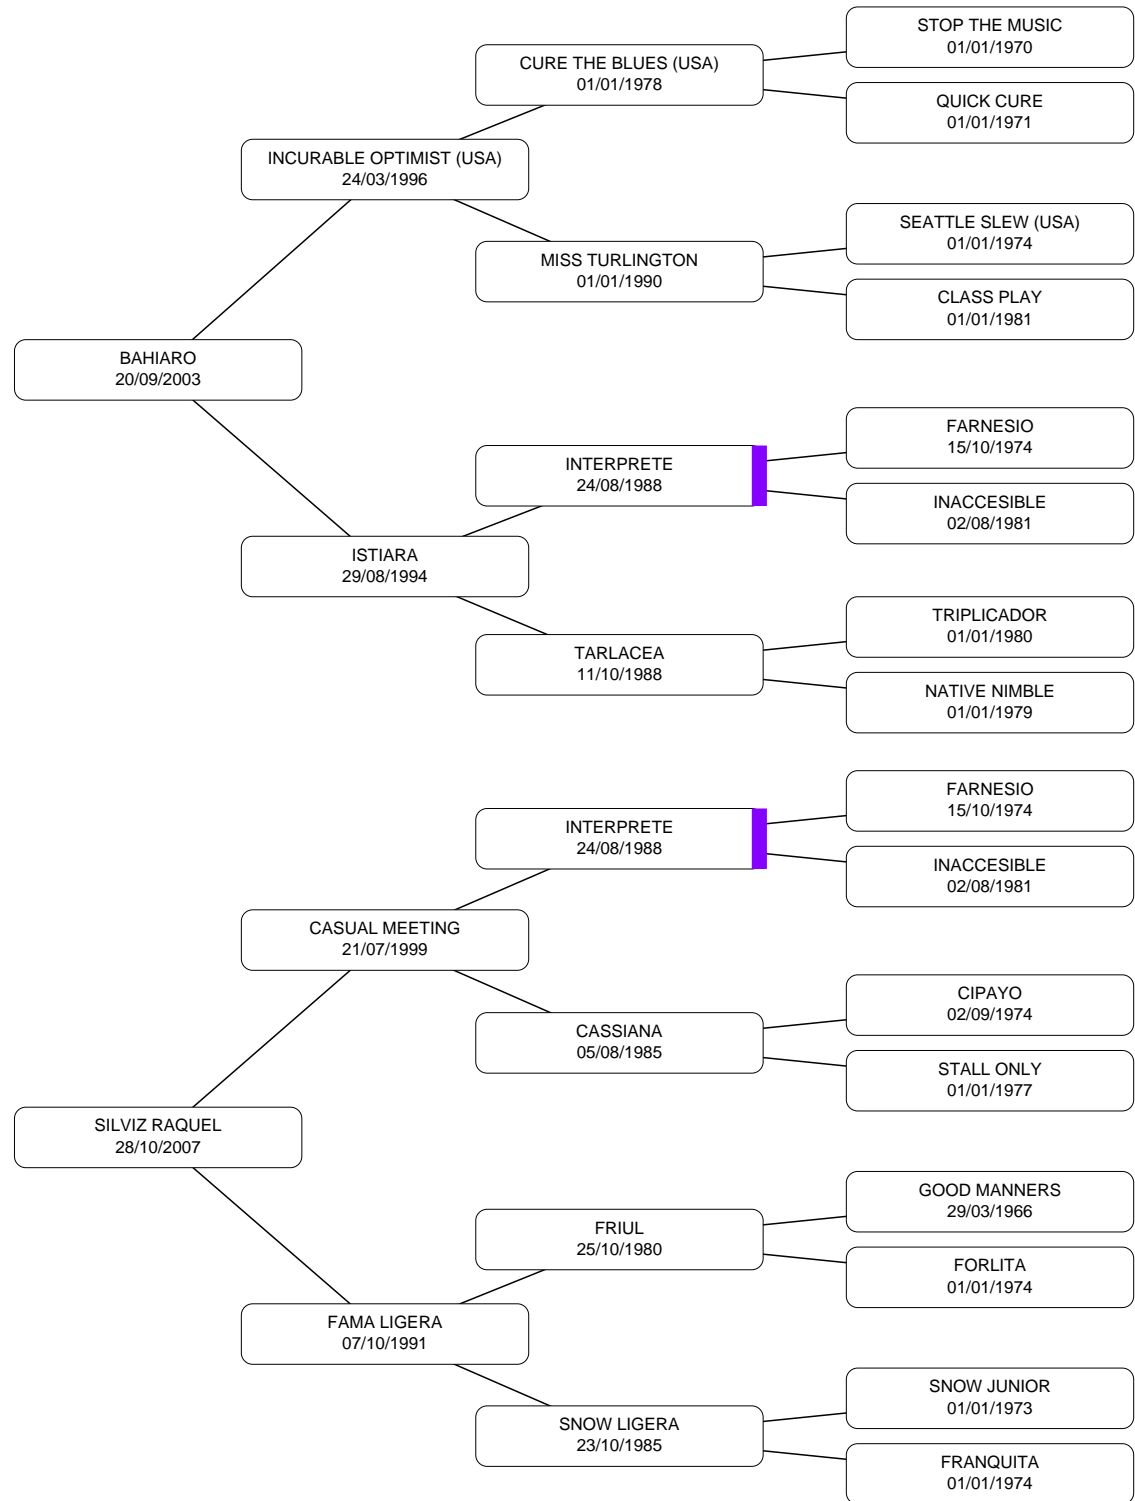 STOP THE MUSIC
01/01/1970
CURE THE BLUES (USA)
01/01/1978
QUICK CURE
01/01/1971
INCURABLE OPTIMIST (USA)
24/03/1996
SEATTLE SLEW (USA)
01/01/1974
MISS TURLINGTON
01/01/1990
CLASS PLAY
01/01/1981
BAHIARO
20/09/2003
FARNESIO
15/10/1974
INTERPRETE
24/08/1988
INACCESIBLE
02/08/1981
ISTIARA
29/08/1994
TRIPLICADOR
01/01/1980
TARLACEA
11/10/1988
NATIVE NIMBLE
01/01/1979
FARNESIO
15/10/1974
INTERPRETE
24/08/1988
INACCESIBLE
02/08/1981
CASUAL MEETING
21/07/1999
CIPAYO
02/09/1974
CASSIANA
05/08/1985
STALL ONLY
01/01/1977
SILVIZ RAQUEL
28/10/2007
GOOD MANNERS
29/03/1966
FRIUL
25/10/1980
FORLITA
01/01/1974
FAMA LIGERA
07/10/1991
SNOW JUNIOR
01/01/1973
SNOW LIGERA
23/10/1985
FRANQUITA
01/01/1974